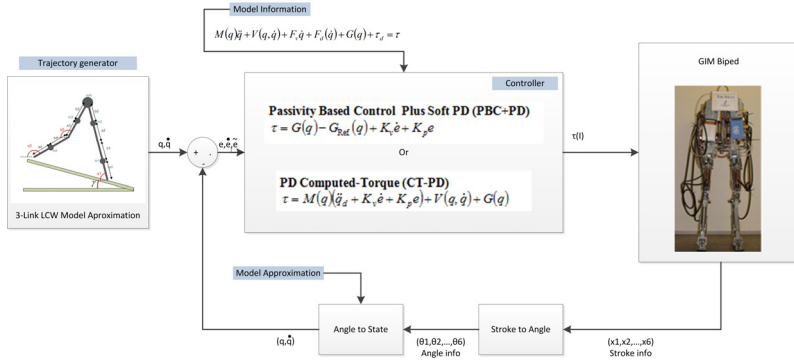 Model Information
M(q)q̈ + V(q,q̇) + F_v q̇ + F_d(q̇) + G(q) + τ_d = τ
Trajectory generator
3-Link LCW Model Aproximation
q,q̇
+
-
Controller
Passivity Based Control Plus Soft PD (PBC+PD)
τ = G(q) − G_Ref(q) + K_v ė + K_p e
Or
PD Computed-Torque (CT-PD)
τ = M(q)(q̈_d + K_v ė + K_p e) + V(q,q̇) + G(q)
τ(I)
GIM Biped
Model Approximation
Angle to State
Stroke to Angle
(q,q̇)
(θ1,θ2,...,θ6)
Angle info
(x1,x2,...,x6)
Stroke info